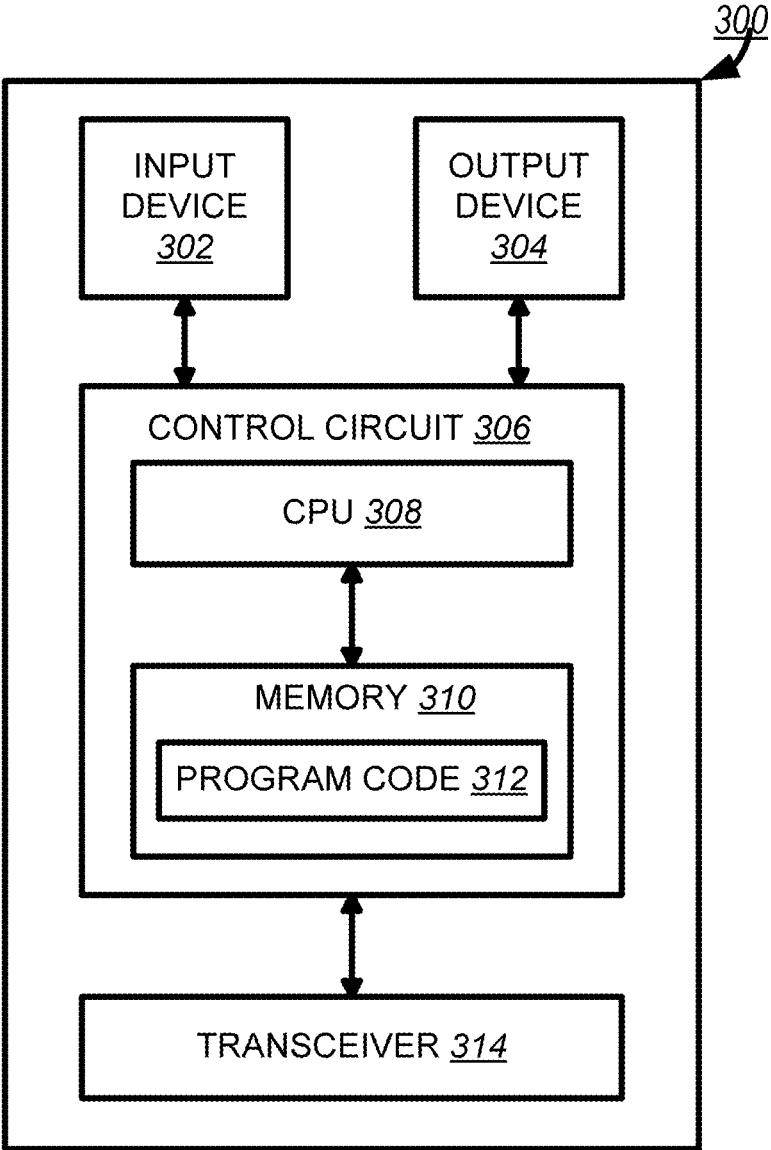 300
INPUT
DEVICE
302
OUTPUT
DEVICE
304
CONTROL CIRCUIT 306
CPU 308
MEMORY 310
PROGRAM CODE 312
TRANSCEIVER 314